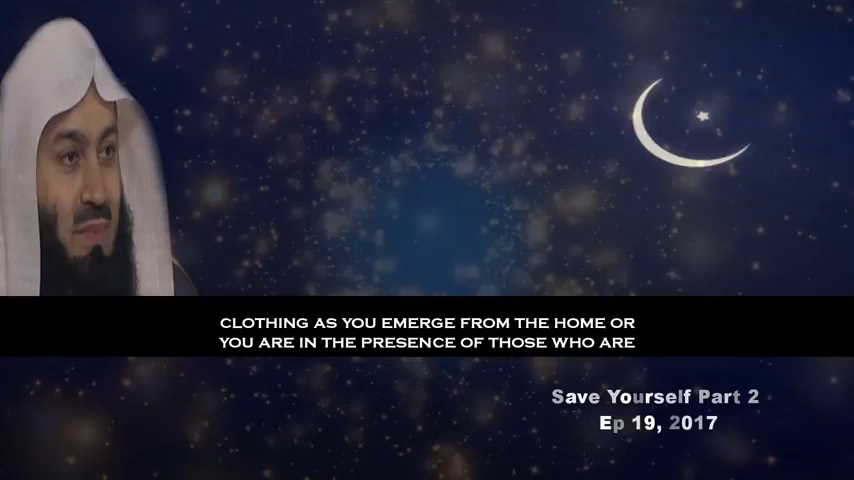 CLOTHING AS YOU EMERGE FROM THE HOME OR
YOU ARE IN THE PRESENCE OF THOSE WHO ARE
Save Yourself Part 2
Ep 19, 2017